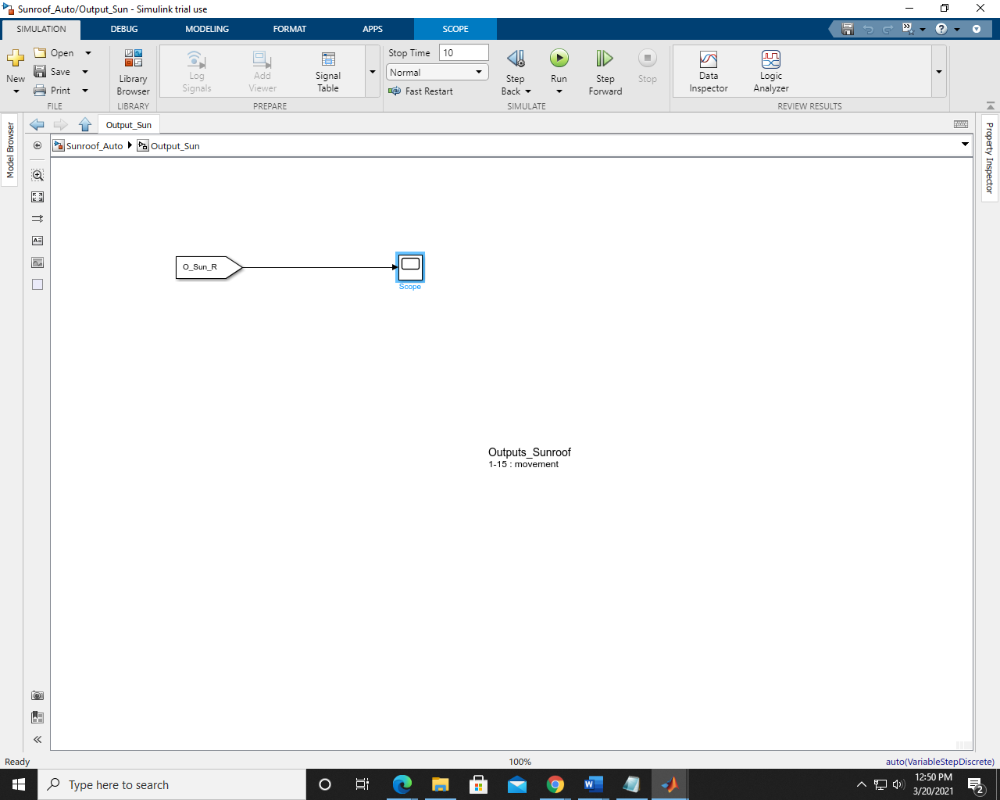 Sunroof_Auto/Output_Sun - Simulink trial use
SIMULATION DEBUG MODELING FORMAT APPS SCOPE
New
Open
Save
Print
FILE
Library
Browser
LIBRARY
Log
Signals
Add
Viewer
Signal
Table
PREPARE
Stop Time 10
Normal
Fast Restart
Step
Back
Run
Step
Forward
Stop
SIMULATE
Data
Inspector
Logic
Analyzer
REVIEW RESULTS
Model Browser
Output_Sun
Sunroof_Auto Output_Sun
Property Inspector
O_Sun_R
Scope
Outputs_Sunroof
1-15 : movement
Ready 100% auto(VariableStepDiscrete)
Type here to search
12:50 PM
3/20/2021
2